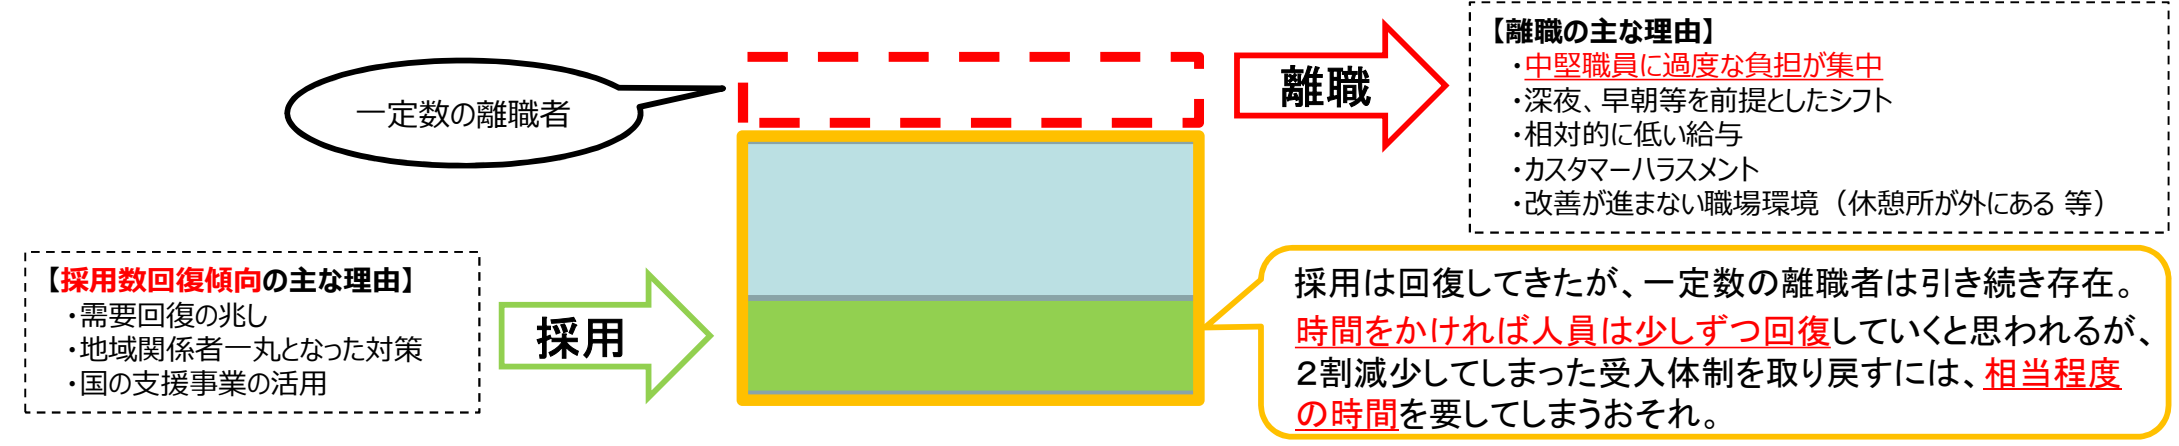 一定数の離職者
離職
【離職の主な理由】
・中堅職員に過度な負担が集中
・深夜、早朝等を前提としたシフト
・相対的に低い給与
・カスタマーハラスメント
・改善が進まない職場環境（休憩所が外にある 等）
【採用数回復傾向の主な理由】
・需要回復の兆し
・地域関係者一丸となった対策
・国の支援事業の活用
採用
採用は回復してきたが、一定数の離職者は引き続き存在。
時間をかければ人員は少しずつ回復していくと思われるが、
２割減少してしまった受入体制を取り戻すには、相当程度
の時間を要してしまうおそれ。